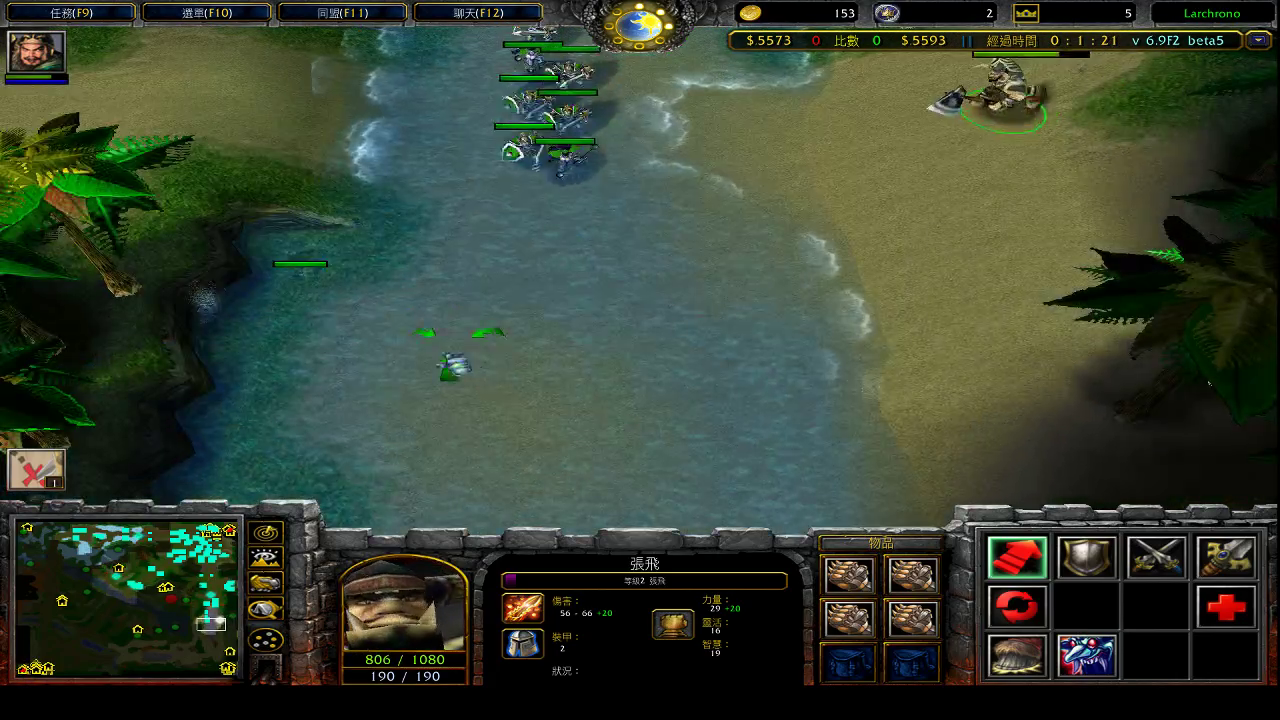 任務(F9) 選單(F10) 同盟(F11) 聊天(F12) 153 2 5 Larchrono
$.5573 0 比數 0 $.5593 || 經過時間 0 : 1 : 21 v 6.9F2 beta5
1
張飛
物品
等級2 張飛
傷害：
56 - 66 +20
裝甲：
2
狀況：
力量：
29 +20
靈活：
16
智慧：
19
806 / 1080
190 / 190